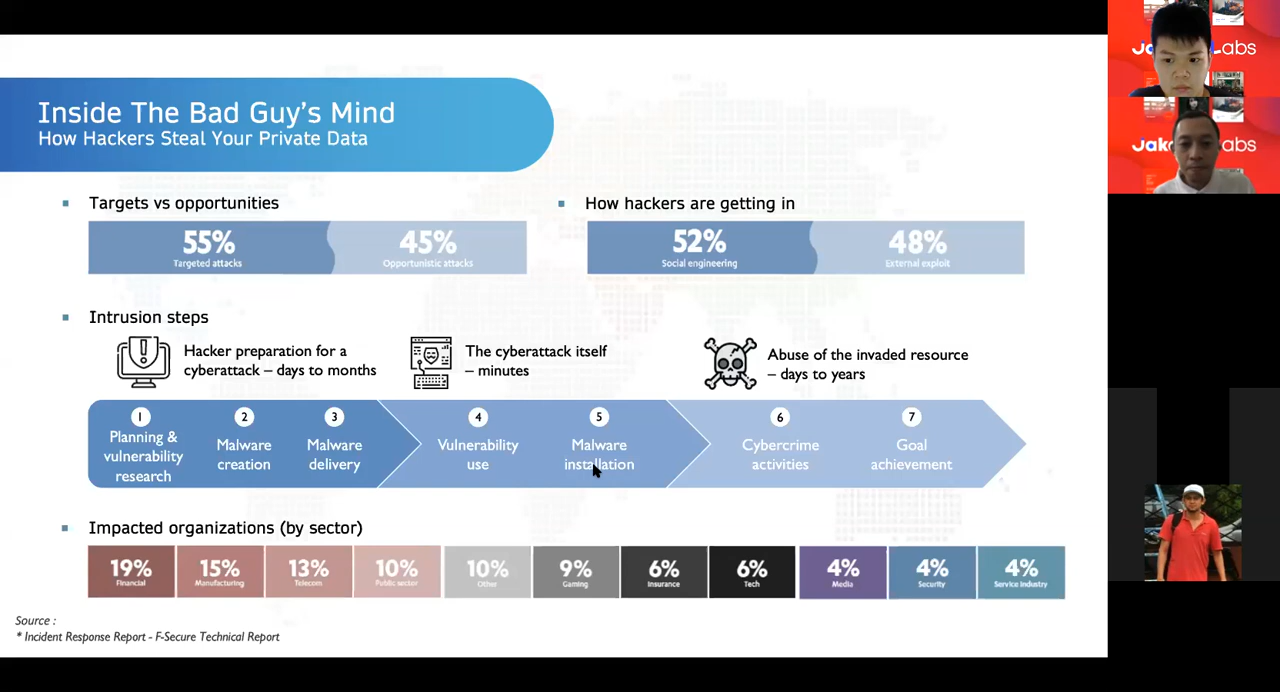 Inside The Bad Guy's Mind
How Hackers Steal Your Private Data
Targets vs opportunities
55%
Targeted attacks
45%
Opportunistic attacks
How hackers are getting in
52%
Social engineering
48%
External exploit
Intrusion steps
Hacker preparation for a
cyberattack – days to months
The cyberattack itself
– minutes
Abuse of the invaded resource
– days to years
1
Planning &
vulnerability
research
2
Malware
creation
3
Malware
delivery
4
Vulnerability
use
5
Malware
installation
6
Cybercrime
activities
7
Goal
achievement
Impacted organizations (by sector)
19%
Financial
15%
Manufacturing
13%
Telecom
10%
Public sector
10%
Other
9%
Gaming
6%
Insurance
6%
Tech
4%
Media
4%
Security
4%
Service Industry
Source :
* Incident Response Report - F-Secure Technical Report